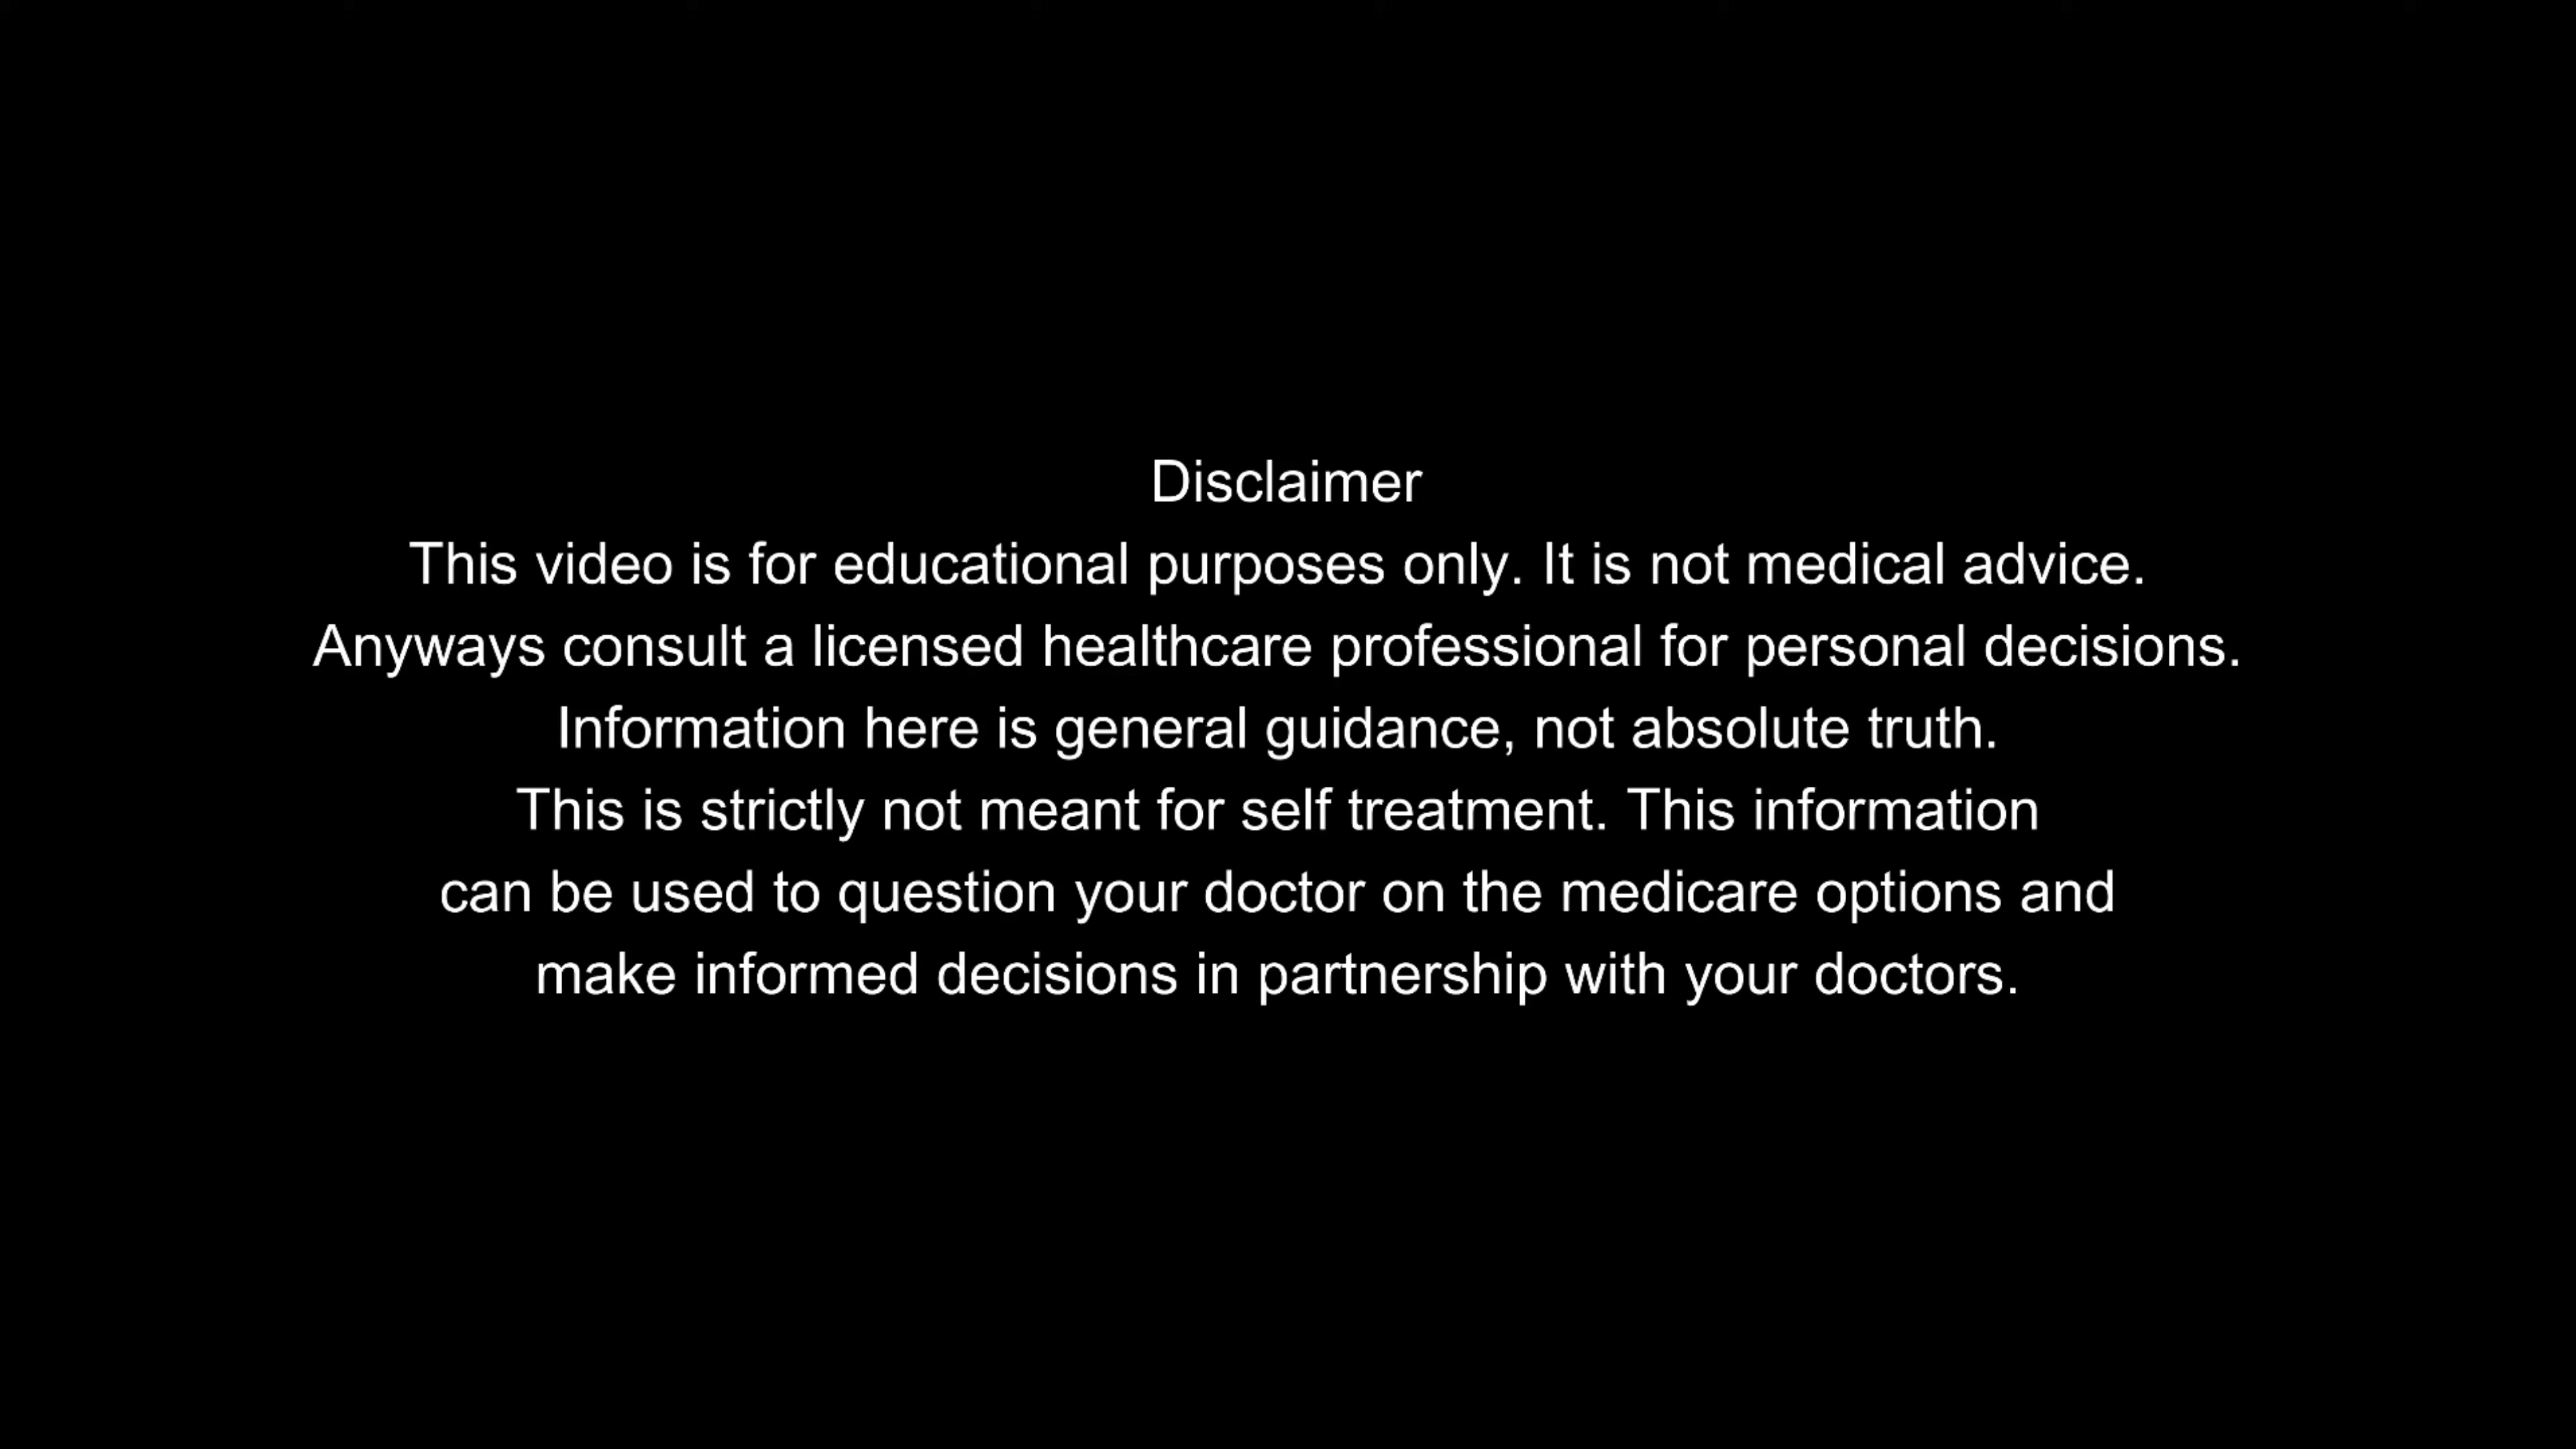 Disclaimer
This video is for educational purposes only. It is not medical advice.
Anyways consult a licensed healthcare professional for personal decisions.
Information here is general guidance, not absolute truth.
This is strictly not meant for self treatment. This information
can be used to question your doctor on the medicare options and
make informed decisions in partnership with your doctors.